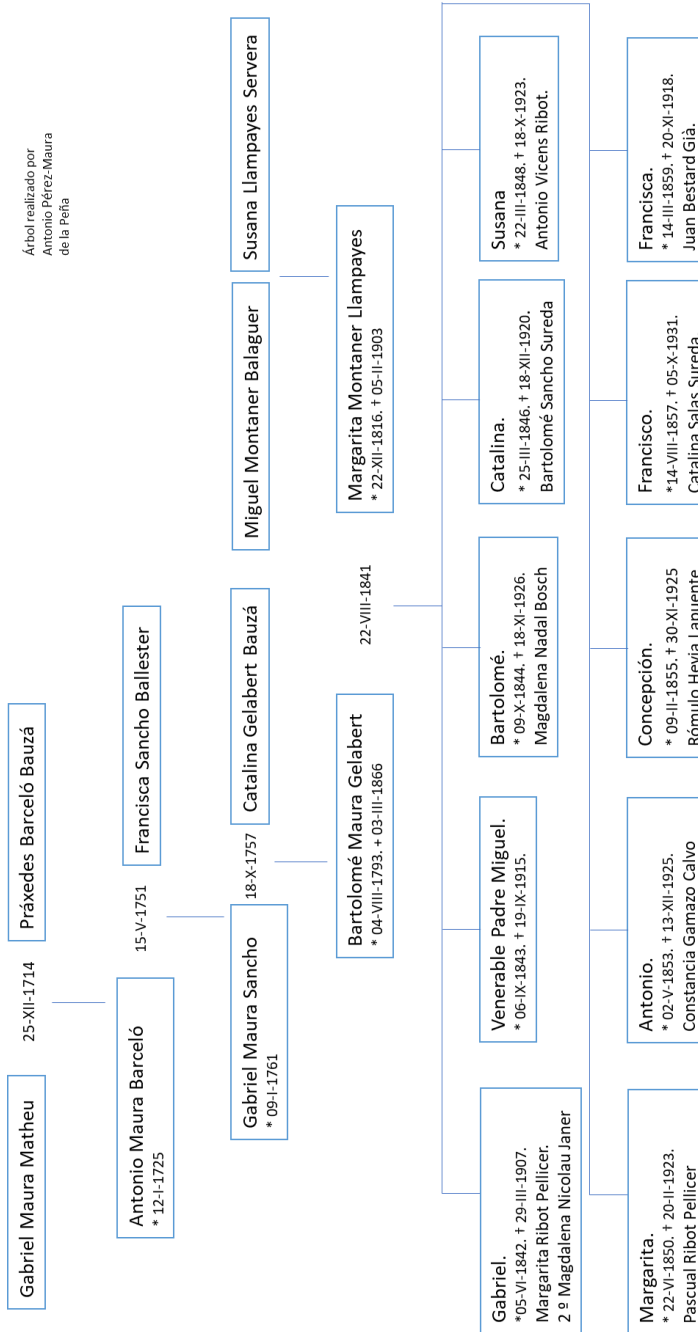 Árbol realizado por
Antonio Pérez-Maura
de la Peña
Gabriel Maura Matheu
25-XII-1714
Práxedes Barceló Bauzá
Antonio Maura Barceló
* 12-I-1725
15-V-1751
Francisca Sancho Ballester
Gabriel Maura Sancho
* 09-I-1761
18-X-1757
Catalina Gelabert Bauzá
Miguel Montaner Balaguer
Susana Llampayes Servera
Bartolomé Maura Gelabert
* 04-VIII-1793. + 03-III-1866
22-VIII-1841
Margarita Montaner Llampayes
* 22-XII-1816. † 05-II-1903
Gabriel.
*05-VI-1842. † 29-III-1907.
Margarita Ribot Pellicer.
2 º Magdalena Nicolau Janer
Venerable Padre Miguel.
* 06-IX-1843. † 19-IX-1915.
Bartolomé.
* 09-X-1844. † 18-XI-1926.
Magdalena Nadal Bosch
Catalina.
* 25-III-1846. † 18-XII-1920.
Bartolomé Sancho Sureda
Susana
* 22-III-1848. † 18-X-1923.
Antonio Vicens Ribot.
Margarita.
* 22-VI-1850. † 20-II-1923.
Pascual Ribot Pellicer
Antonio.
* 02-V-1853. † 13-XII-1925.
Constancia Gamazo Calvo
Concepción.
* 09-II-1855. † 30-XI-1925
Rómulo Hevia Lapuente
Francisco.
*14-VIII-1857. † 05-X-1931.
Catalina Salas Sureda
Francisca.
* 14-III-1859. † 20-XI-1918.
Juan Bestard Già.